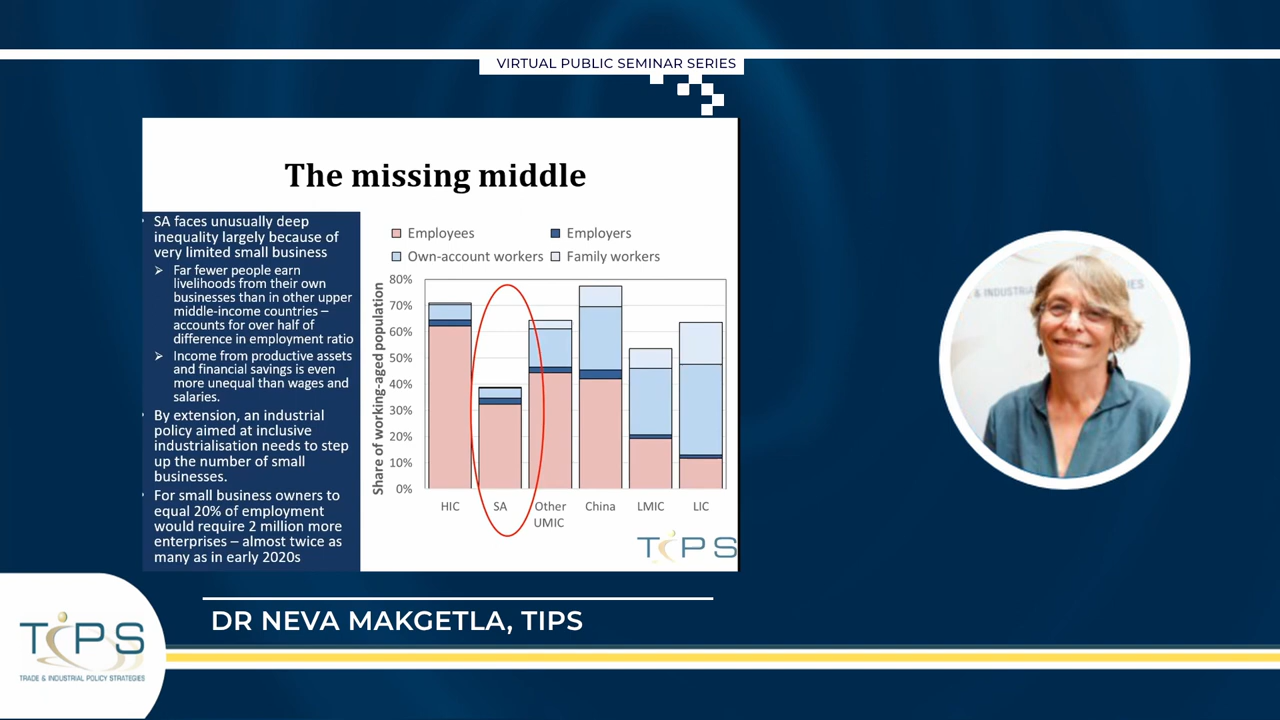 VIRTUAL PUBLIC SEMINAR SERIES
The missing middle
SA faces unusually deep
inequality largely because of
very limited small business
Far fewer people earn
livelihoods from their own
businesses than in other upper
middle-income countries –
accounts for over half of
difference in employment ratio
Income from productive assets
and financial savings is even
more unequal than wages and
salaries.
By extension, an industrial
policy aimed at inclusive
industrialisation needs to step
up the number of small
businesses.
For small business owners to
equal 20% of employment
would require 2 million more
enterprises – almost twice as
many as in early 2020s
Employees
Employers
Own-account workers
Family workers
Share of working-aged population
80%
70%
60%
50%
40%
30%
20%
10%
0%
HIC
SA
Other
UMIC
China
LMIC
LIC
TIPS
& INDUSTRIA
ES
DR NEVA MAKGETLA, TIPS
TIPS
TRADE & INDUSTRIAL POLICY STRATEGIES